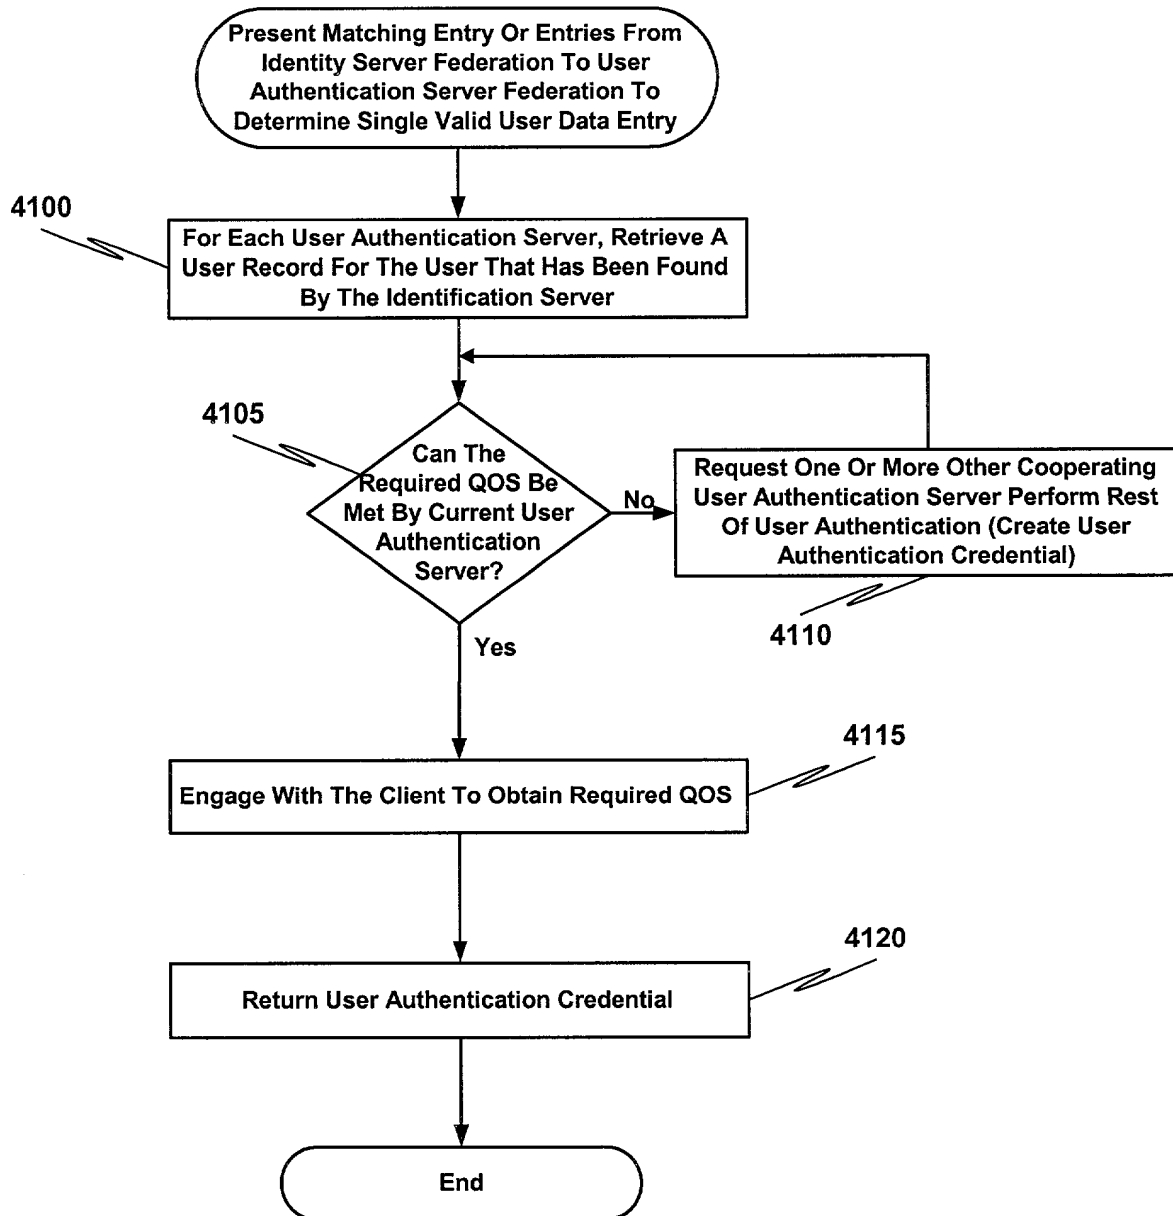 Present Matching Entry Or Entries From
Identity Server Federation To User
Authentication Server Federation To
Determine Single Valid User Data Entry
4100
For Each User Authentication Server, Retrieve A
User Record For The User That Has Been Found
By The Identification Server
4105
Can The
Required QOS Be
Met By Current User
Authentication
Server?
No
Request One Or More Other Cooperating
User Authentication Server Perform Rest
Of User Authentication (Create User
Authentication Credential)
4110
Yes
4115
Engage With The Client To Obtain Required QOS
4120
Return User Authentication Credential
End